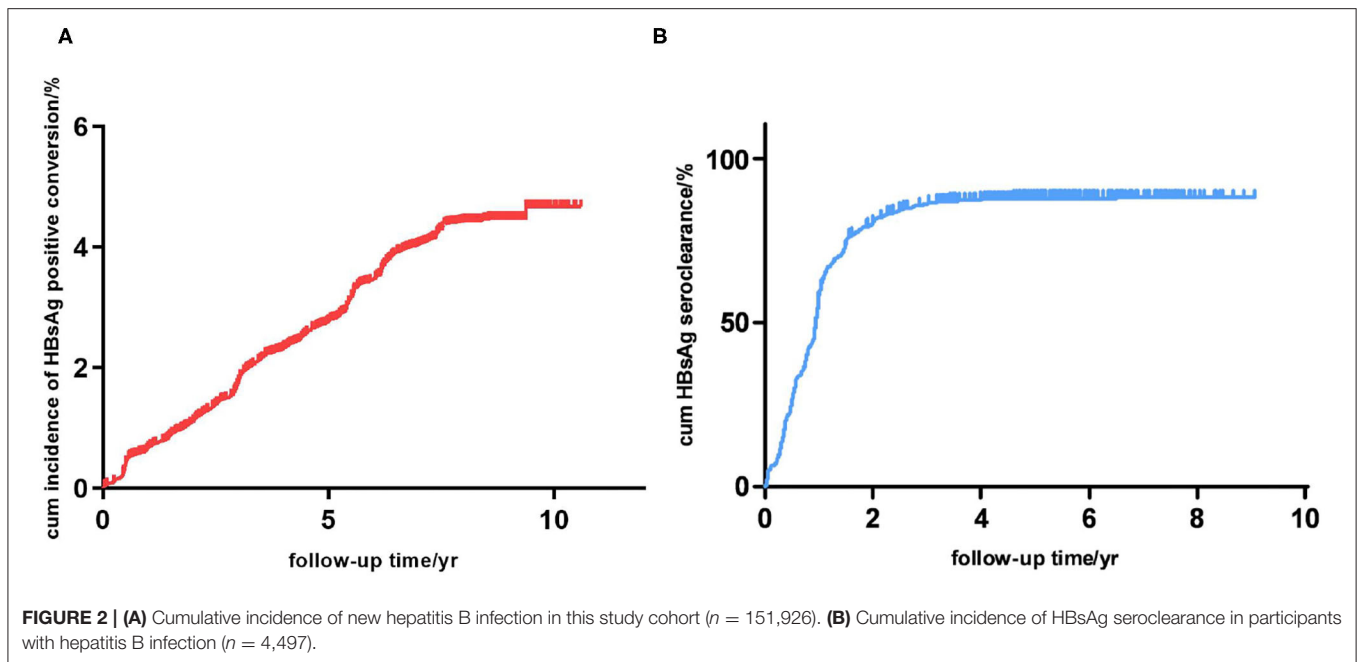 A
cum incidence of HBsAg positive conversion/%
6
4
2
0
0
5
10
follow-up time/yr
B
cum HBsAg seroclearance/%
100
50
0
0
2
4
6
8
10
follow-up time/yr
FIGURE 2 | (A) Cumulative incidence of new hepatitis B infection in this study cohort (n = 151,926). (B) Cumulative incidence of HBsAg seroclearance in participants
with hepatitis B infection (n = 4,497).